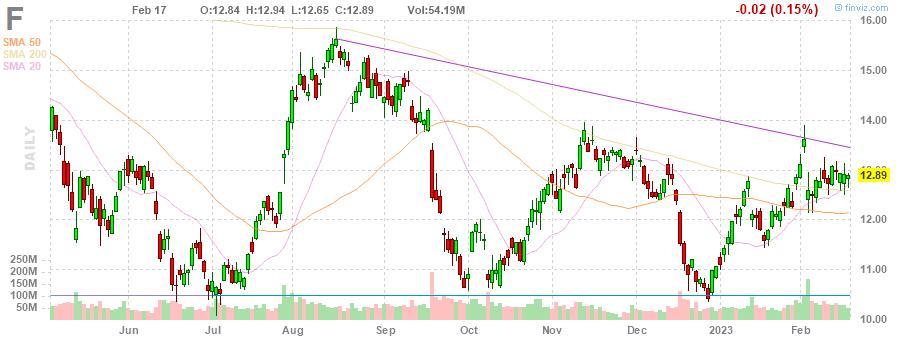 F
Feb 17 O:12.84 H:12.94 L:12.65 C:12.89 Vol:54.19M
-0.02 (0.15%)
© finviz.com
SMA 50
SMA 200
SMA 20
DAILY
16.00
15.00
14.00
13.00
12.89
12.00
11.00
10.00
250M
200M
150M
100M
50M
Jun Jul Aug Sep Oct Nov Dec 2023 Feb